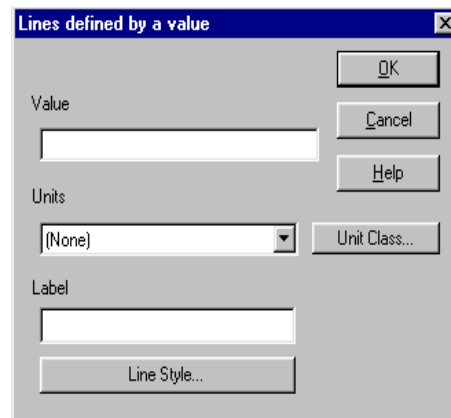 Lines defined by a value
OK
Value
Cancel
Help
Units
(None)
Unit Class...
Label
Line Style...